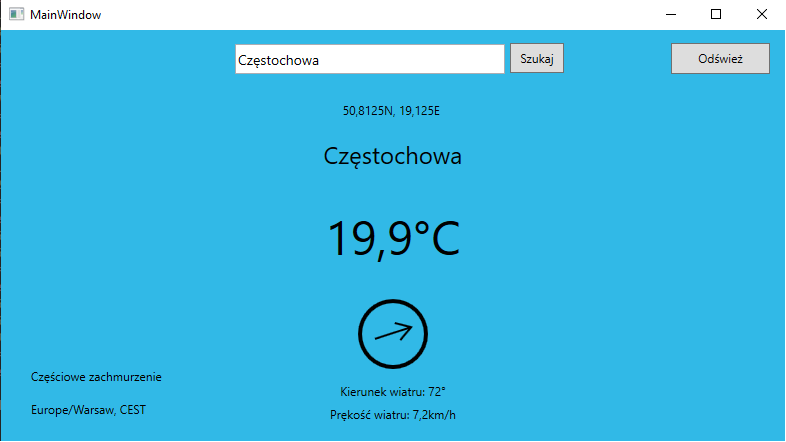 MainWindow
Częstochowa Szukaj Odśwież
50,8125N, 19,125E
Częstochowa
19,9°C
Częściowe zachmurzenie
Kierunek wiatru: 72°
Europe/Warsaw, CEST
Prękość wiatru: 7,2km/h